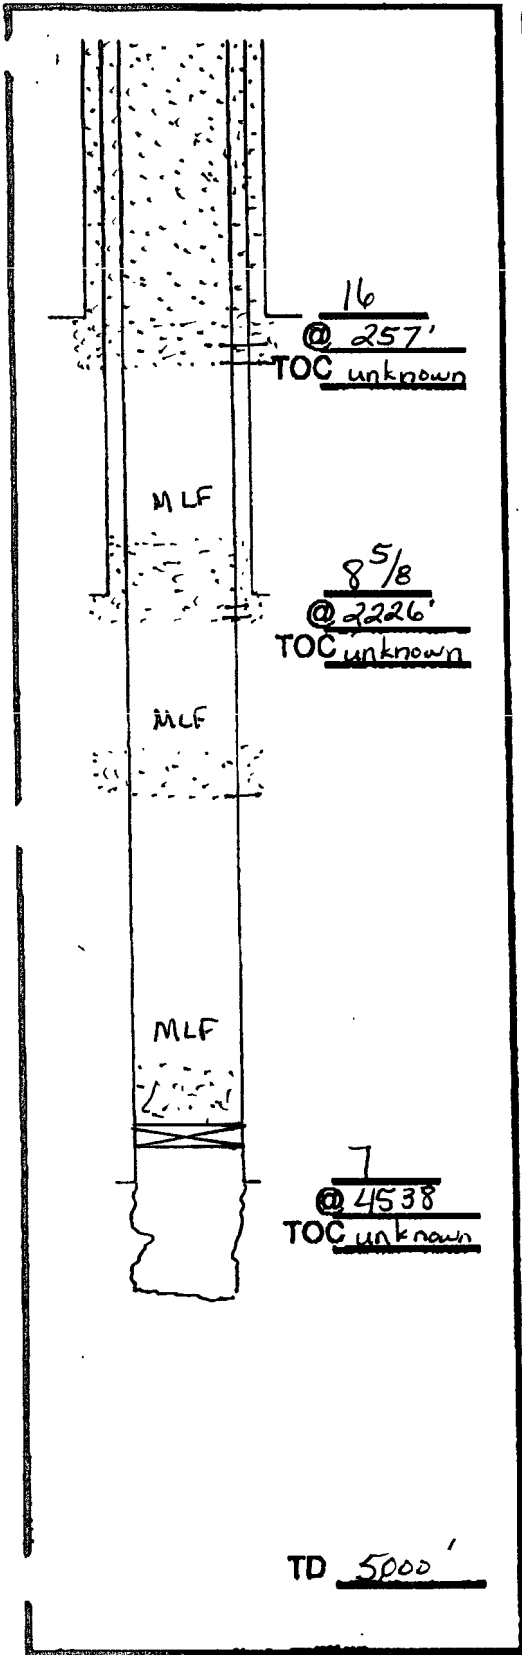 16
@ 257'
TOC unknown
MLF
8 5/8
@ 2226'
TOC unknown
MLF
MLF
7
@ 4538
TOC unknown
TD 5000'